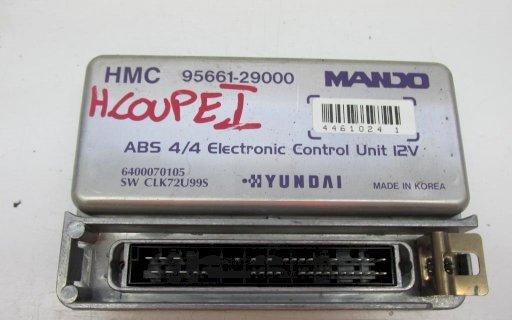 HMC 95661-29000 MANDO
H COUPE I
4461024 1
ABS 4/4 Electronic Control Unit 12V
6400070105
SW CLK72U99S
HYUNDAI
MADE IN KOREA